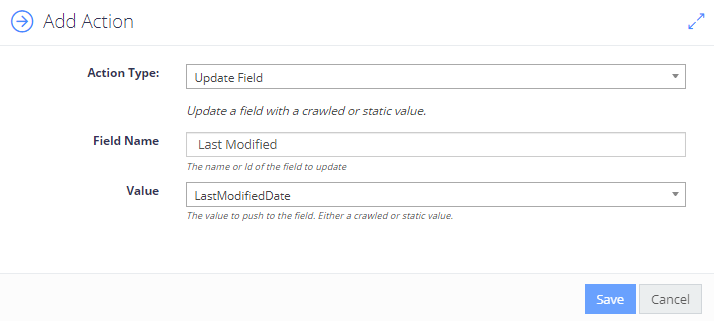 Add Action
Action Type:
Update Field
Update a field with a crawled or static value.
Field Name
Last Modified
The name or Id of the field to update
Value
LastModifiedDate
The value to push to the field. Either a crawled or static value.
Save
Cancel